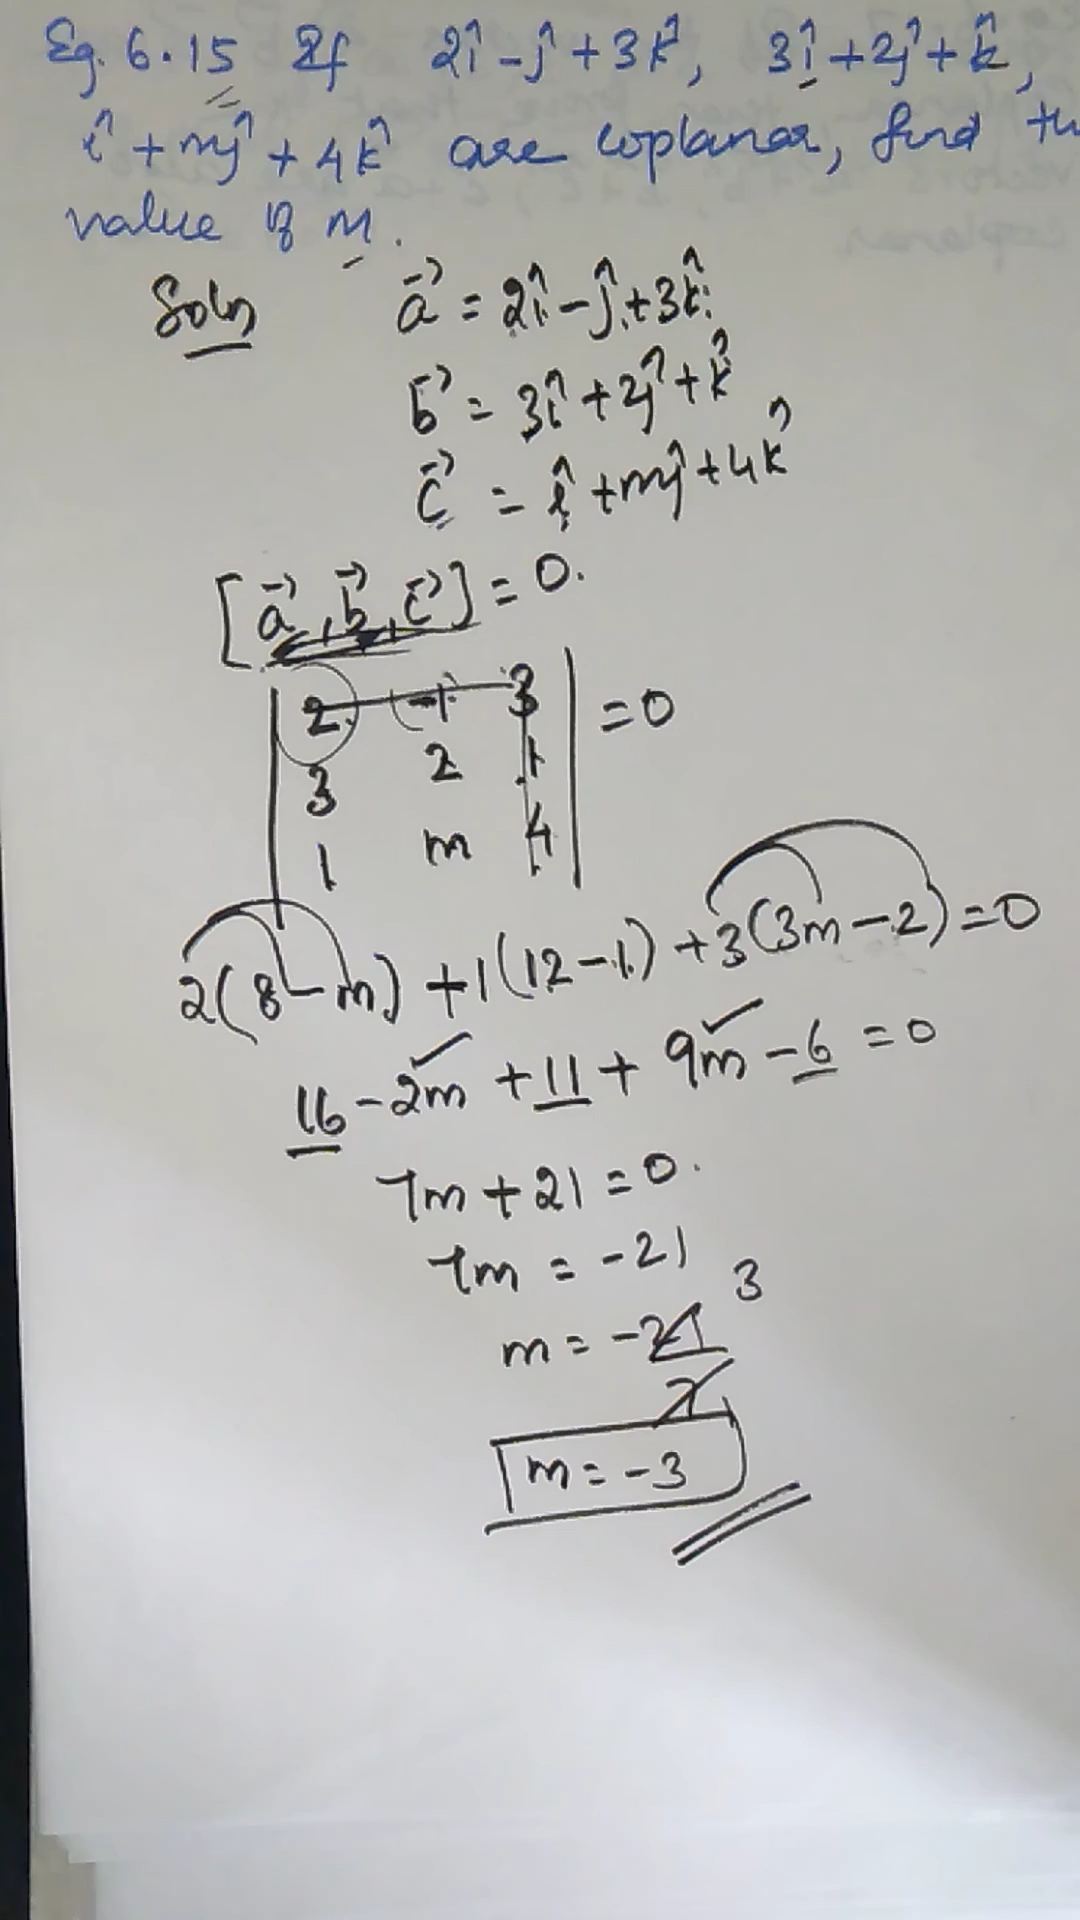 Eg. 6.15 If 2î - ĵ + 3k̂, 3î + 2ĵ + k̂,
î + mĵ + 4k̂ are coplanar, find
value of m.
Soln a⃗ = 2î - ĵ + 3k̂
b⃗ = 3î + 2ĵ + k̂
c⃗ = î + mĵ + 4k̂
[a⃗, b⃗, c⃗] = 0.
| 2 -1 3 | = 0
3 2 1
1 m 4
2(8 - m) + 1(12 - 1) + 3(3m - 2) = 0
16 - 2m + 11 + 9m - 6 = 0
7m + 21 = 0.
7m = -21
m = -21 3
7
m = -3